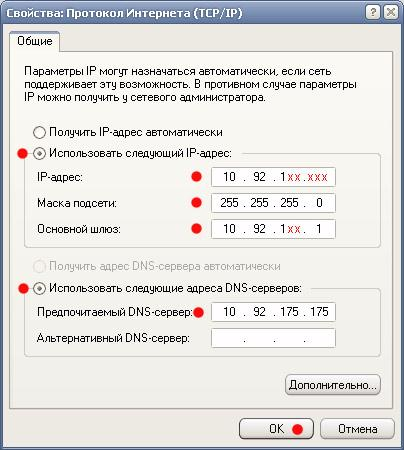 Свойства: Протокол Интернета (TCP/IP)
Общие
Параметры IP могут назначаться автоматически, если сеть
поддерживает эту возможность. В противном случае параметры
IP можно получить у сетевого администратора.
Получить IP-адрес автоматически
Использовать следующий IP-адрес:
IP-адрес: 10 . 92 . 1xx.xxx
Маска подсети: 255 . 255 . 255 . 0
Основной шлюз: 10 . 92 . 1xx . 1
Получить адрес DNS-сервера автоматически
Использовать следующие адреса DNS-серверов:
Предпочитаемый DNS-сервер: 10 . 92 . 175 . 175
Альтернативный DNS-сервер: . . .
Дополнительно...
OK Отмена